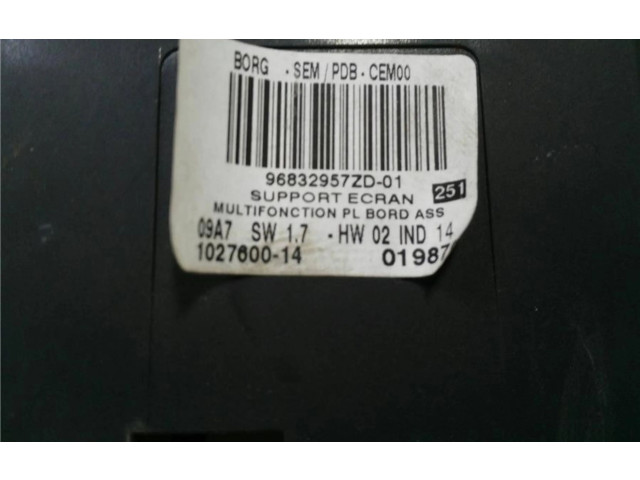 BORG - SEM / PDB - CEM00
96832957ZD-01
SUPPORT ECRAN 251
MULTIFONCTION PL BORD ASS
09A7 SW 1.7 - HW 02 IND 14
1027600-14 01987